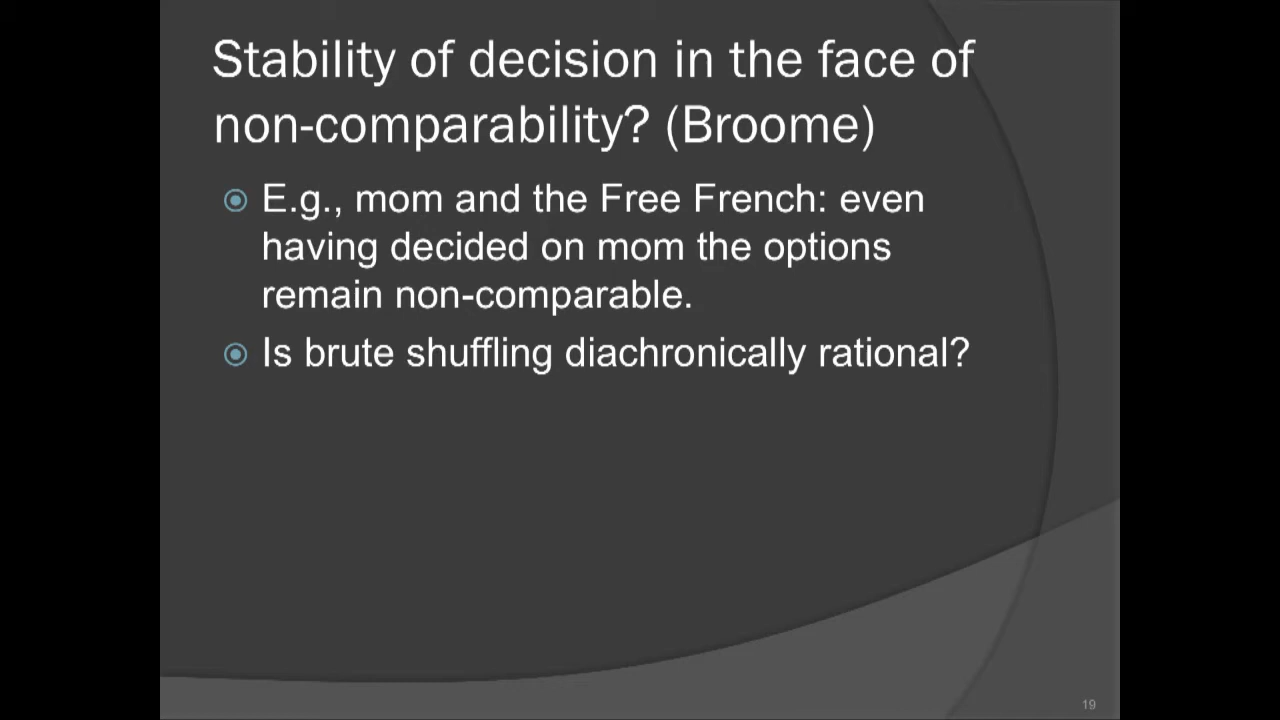 Stability of decision in the face of
non-comparability? (Broome)
E.g., mom and the Free French: even
having decided on mom the options
remain non-comparable.
Is brute shuffling diachronically rational?
19